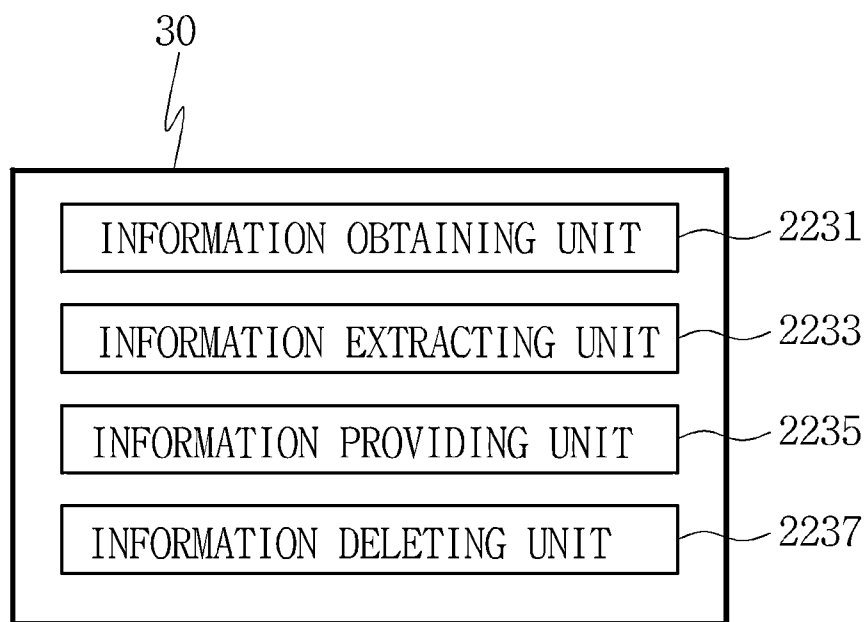 30
INFORMATION OBTAINING UNIT 2231
INFORMATION EXTRACTING UNIT 2233
INFORMATION PROVIDING UNIT 2235
INFORMATION DELETING UNIT 2237